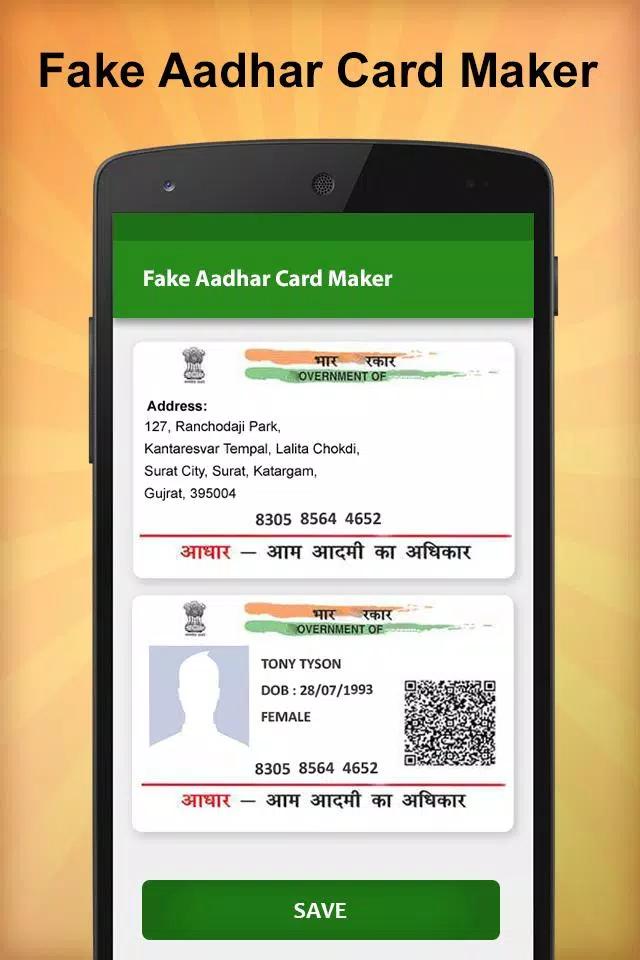 Fake Aadhar Card Maker
Fake Aadhar Card Maker
भार रकार
OVERNMENT OF
Address:
127, Ranchodaji Park,
Kantaresvar Tempal, Lalita Chokdi,
Surat City, Surat, Katargam,
Gujrat, 395004
8305 8564 4652
आधार — आम आदमी का अधिकार
भार रकार
OVERNMENT OF
TONY TYSON
DOB : 28/07/1993
FEMALE
8305 8564 4652
आधार — आम आदमी का अधिकार
SAVE